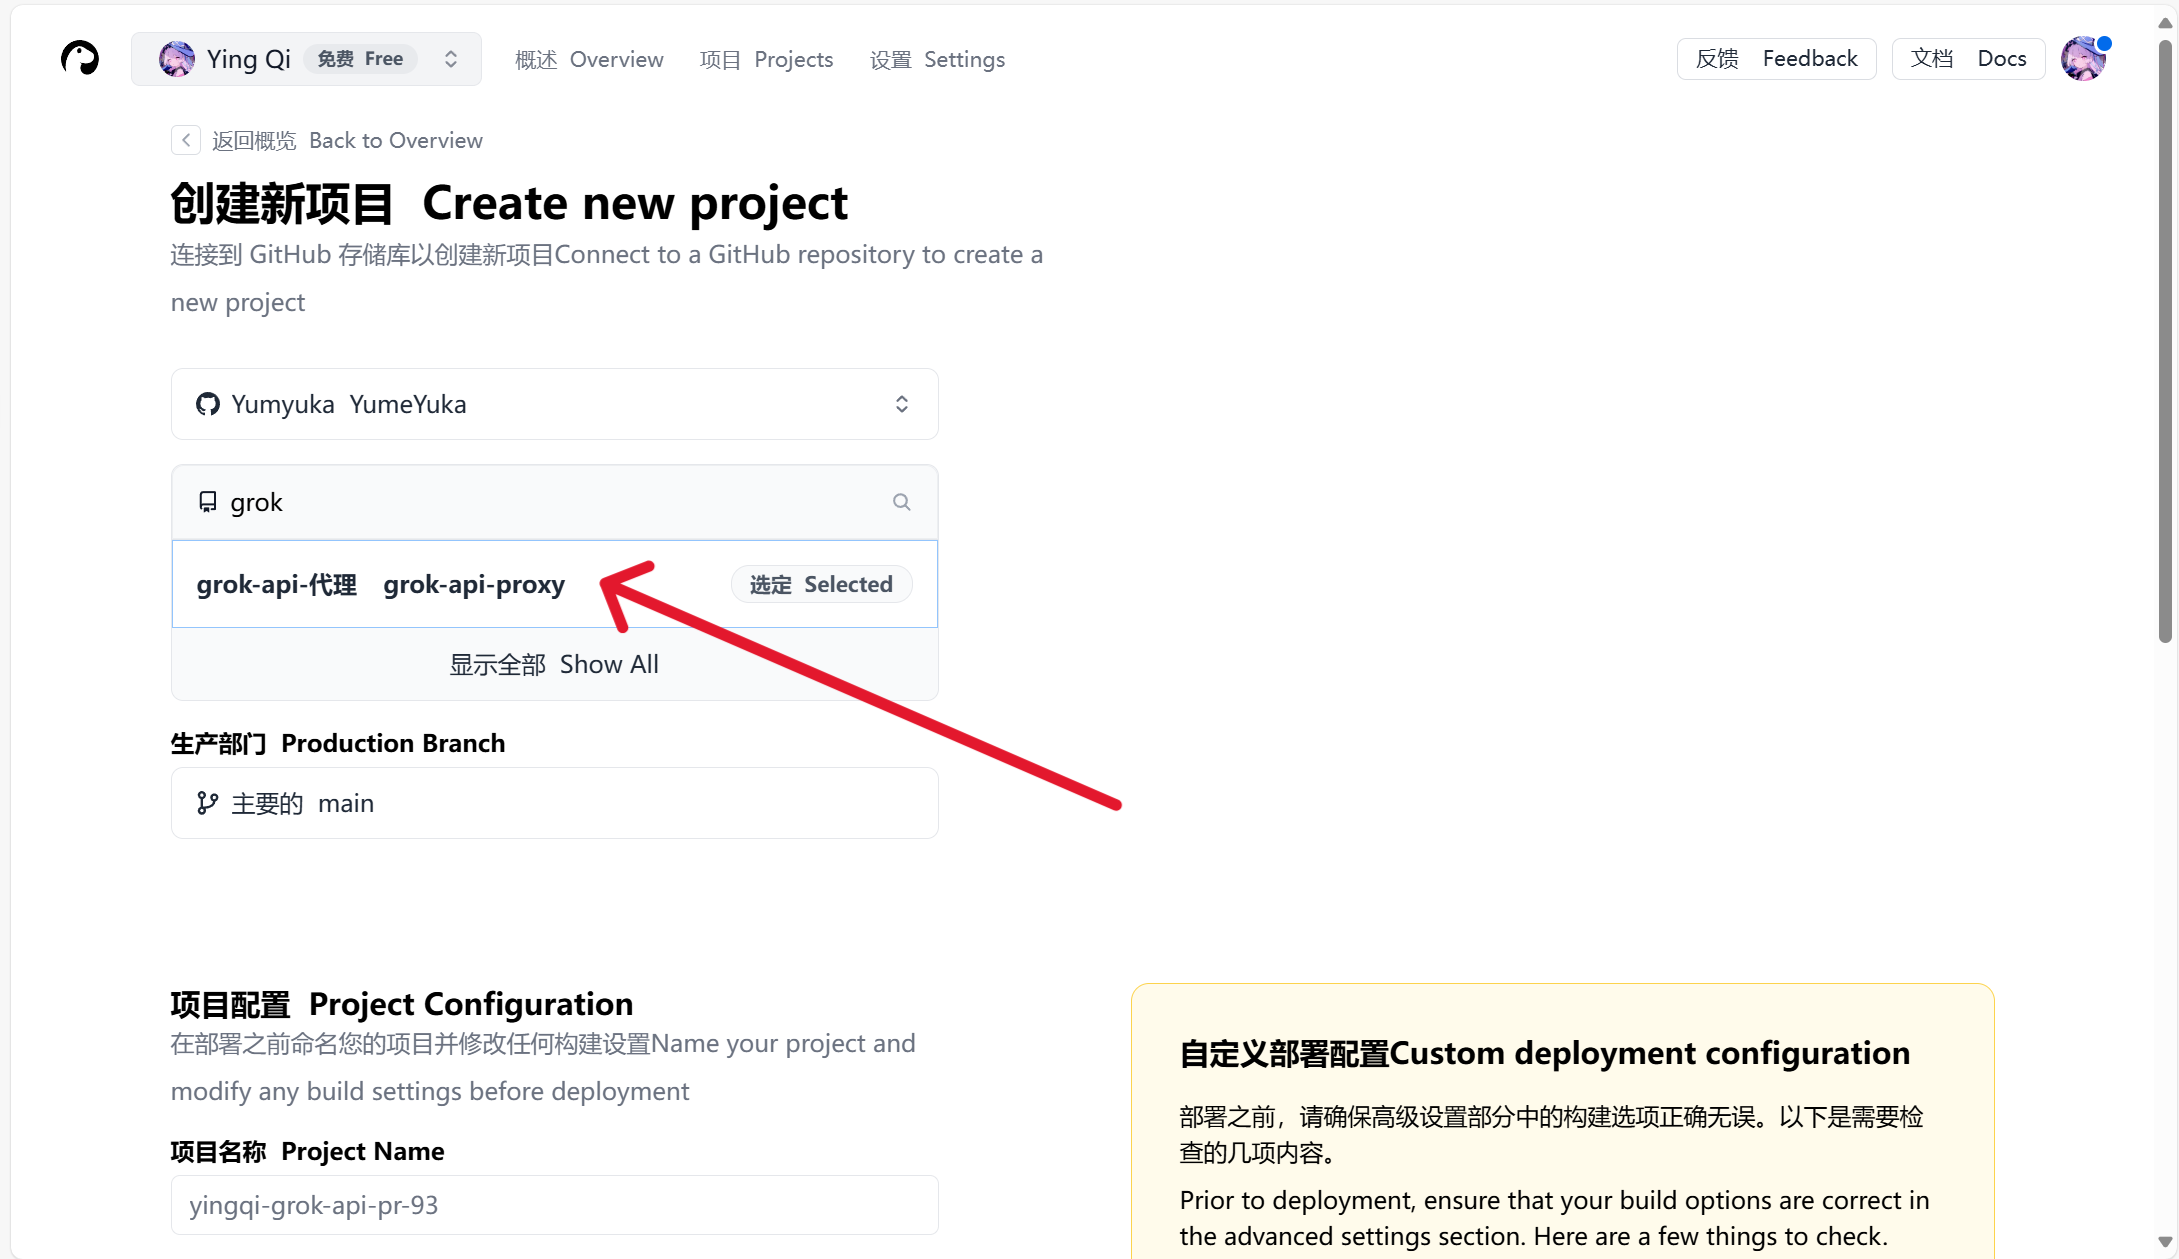 Ying Qi 免费 Free 概述 Overview 项目 Projects 设置 Settings 反馈 Feedback 文档 Docs
返回概览 Back to Overview
创建新项目 Create new project
连接到 GitHub 存储库以创建新项目Connect to a GitHub repository to create a
new project
Yumyuka YumeYuka
grok
grok-api-代理 grok-api-proxy 选定 Selected
显示全部 Show All
生产部门 Production Branch
主要的 main
项目配置 Project Configuration
在部署之前命名您的项目并修改任何构建设置Name your project and
modify any build settings before deployment
项目名称 Project Name
yingqi-grok-api-pr-93
自定义部署配置Custom deployment configuration
部署之前，请确保高级设置部分中的构建选项正确无误。以下是需要检
查的几项内容。
Prior to deployment, ensure that your build options are correct in
the advanced settings section. Here are a few things to check.